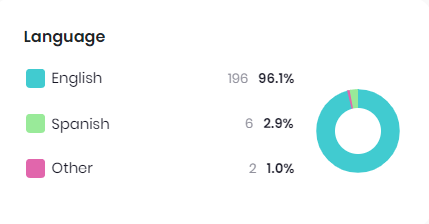 Language
English 196 96.1%
Spanish 6 2.9%
Other 2 1.0%